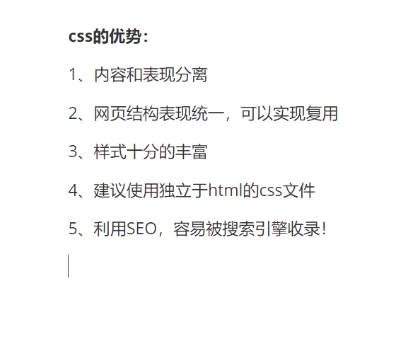 css的优势：
1、内容和表现分离
2、网页结构表现统一，可以实现复用
3、样式十分的丰富
4、建议使用独立于html的css文件
5、利用SEO，容易被搜索引擎收录！